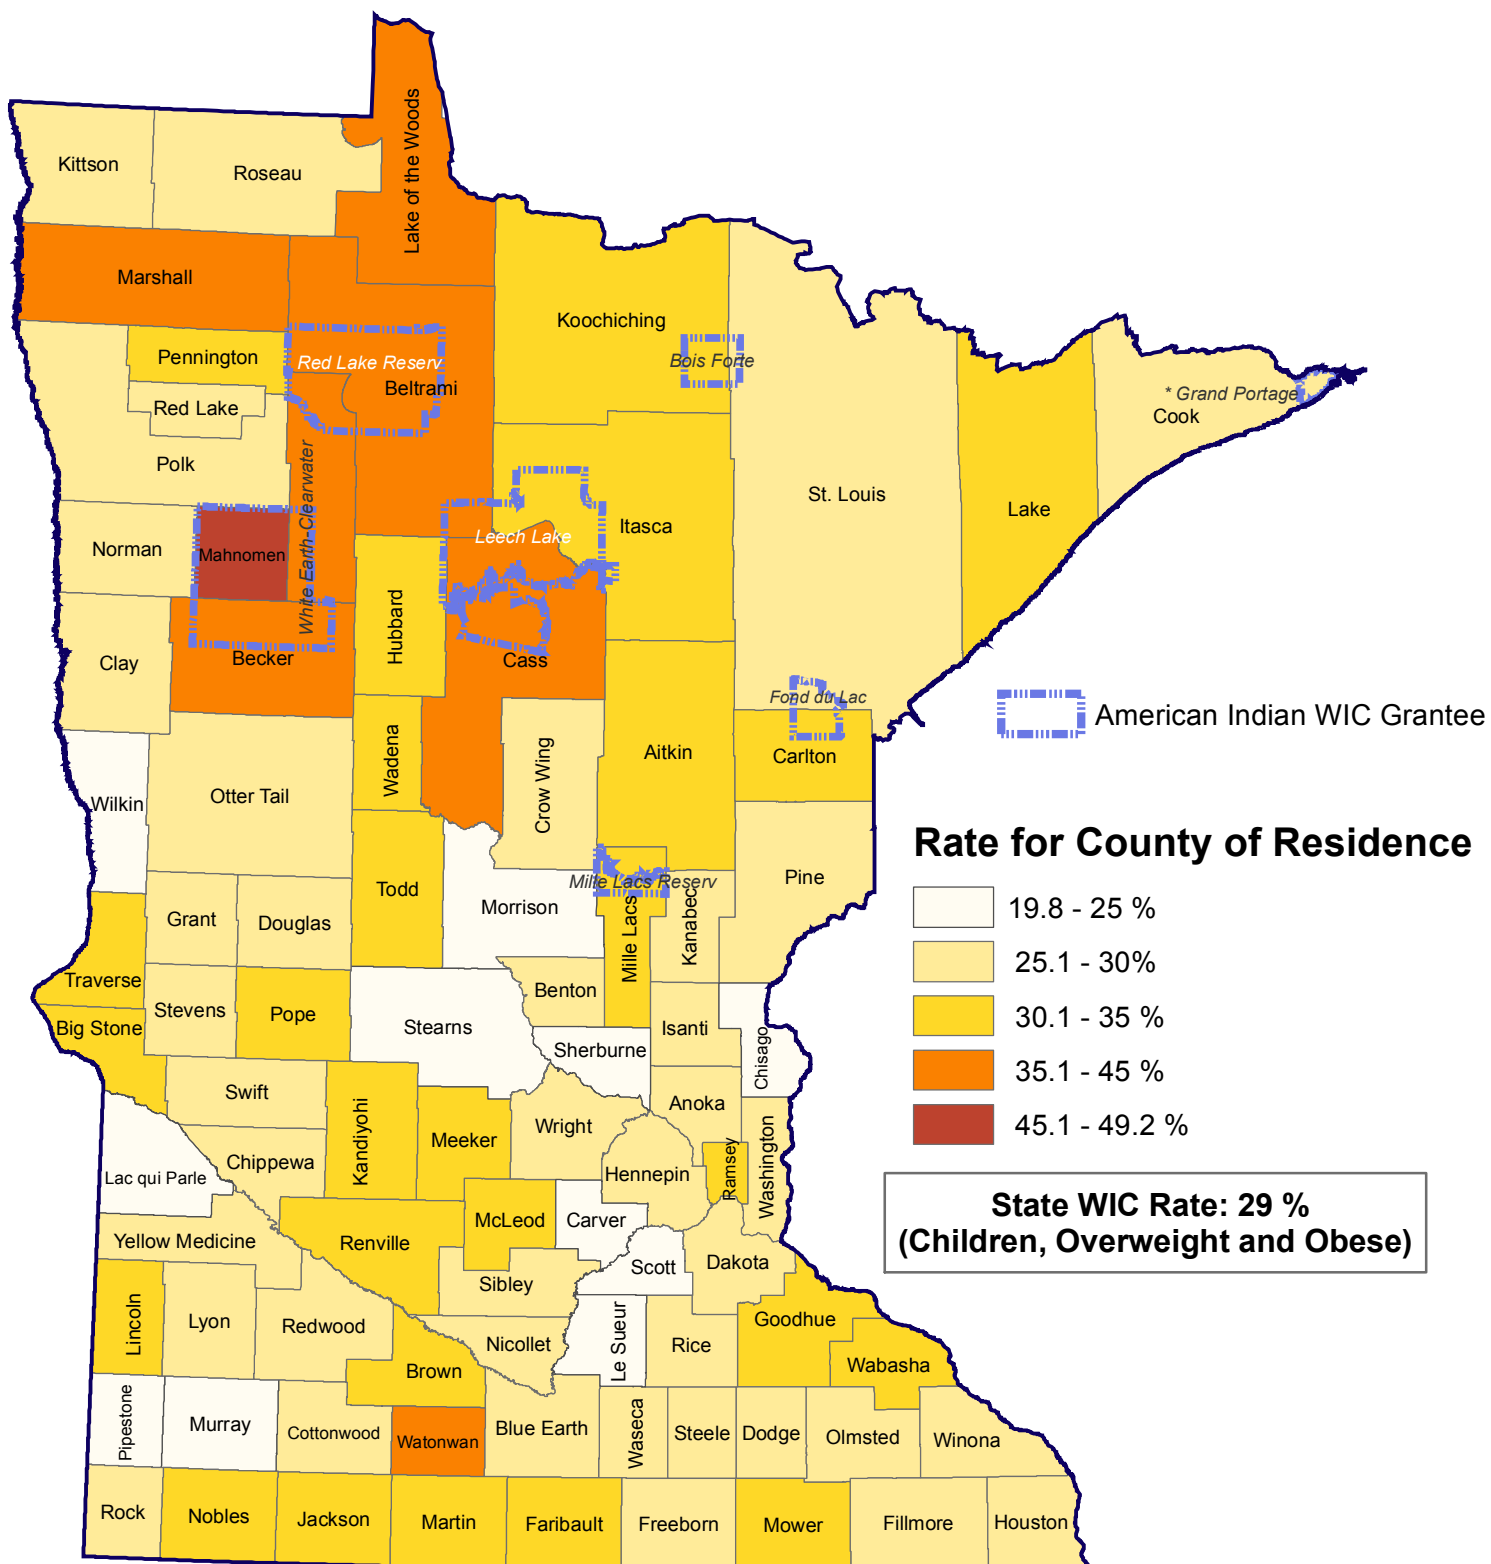 Kittson
Roseau
Lake of the Woods
Marshall
Koochiching
Pennington
Red Lake Reserv
Beltrami
Bois Forte
* Grand Portage
Cook
Red Lake
Polk
White Earth-Clearwater
St. Louis
Lake
Itasca
Leech Lake
Norman
Mahnomen
Hubbard
Clay
Becker
Cass
Fond du Lac
American Indian WIC Grantee
Wadena
Crow Wing
Aitkin
Carlton
Wilkin
Otter Tail
Rate for County of Residence
Todd
Mille Lacs Reserv
Pine
Morrison
19.8 - 25 %
Grant
Douglas
Mille Lacs
Kanabec
25.1 - 30%
Traverse
Stevens
Pope
Benton
30.1 - 35 %
Big Stone
Stearns
Isanti
Sherburne
Chisago
35.1 - 45 %
Swift
Kandiyohi
Meeker
Wright
Anoka
45.1 - 49.2 %
Lac qui Parle
Chippewa
Hennepin
Ramsey
Washington
State WIC Rate: 29 %
(Children, Overweight and Obese)
Yellow Medicine
Renville
McLeod
Carver
Scott
Dakota
Sibley
Lincoln
Lyon
Redwood
Nicollet
Le Sueur
Rice
Goodhue
Wabasha
Brown
Pipestone
Murray
Cottonwood
Watonwan
Blue Earth
Waseca
Steele
Dodge
Olmsted
Winona
Rock
Nobles
Jackson
Martin
Faribault
Freeborn
Mower
Fillmore
Houston